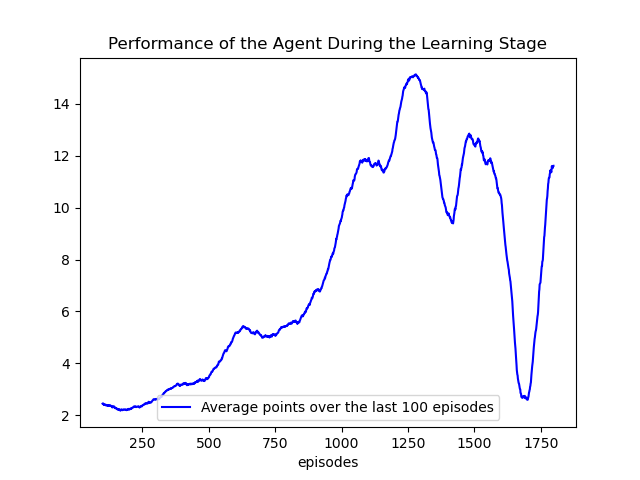 Performance of the Agent During the Learning Stage
14
12
10
8
6
4
2
Average points over the last 100 episodes
250 500 750 1000 1250 1500 1750
episodes